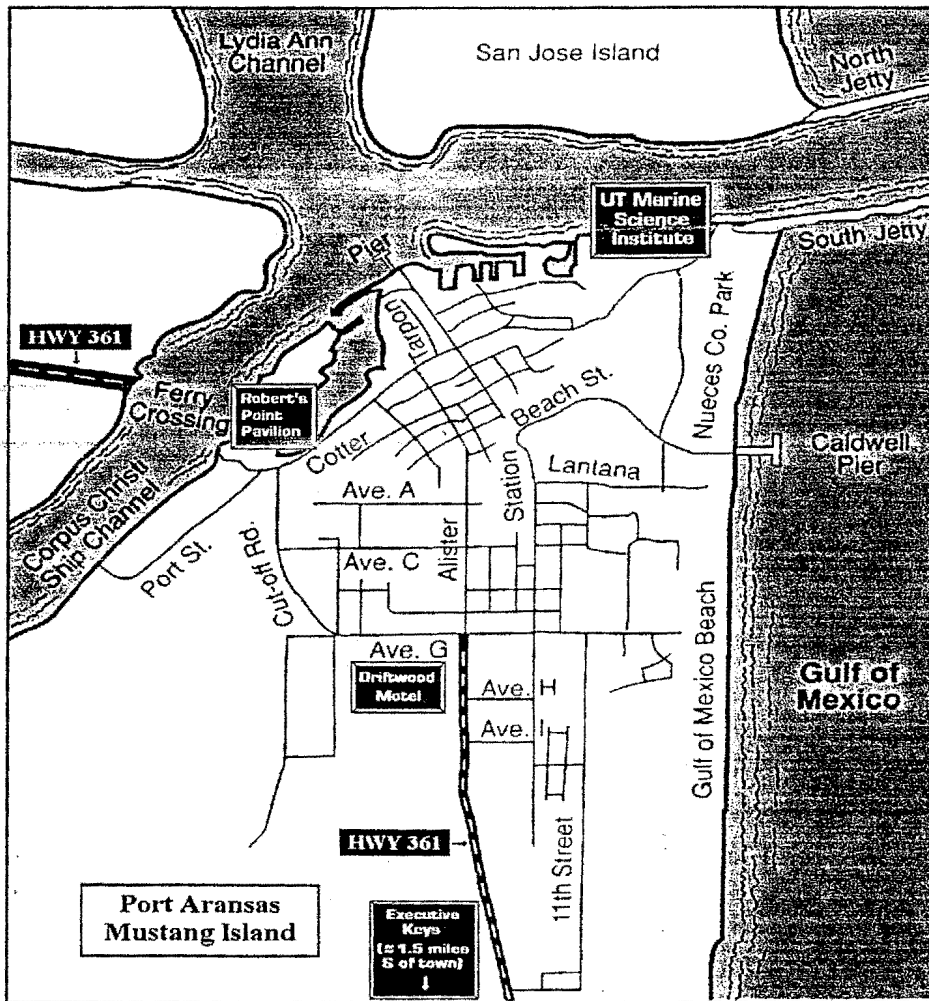 Lydia Ann
Channel
San Jose Island
North
Jetty
UT Marine
Science
Institute
South Jetty
Pier
Tarpon
Nueces Co. Park
HWY 361
Ferry
Crossing
Robert's
Point
Pavilion
Beach St.
Cotter
Caldwell
Pier
Lantana
Station
Corpus Christi
Ship Channel
Ave. A
Port St.
Cut-off Rd.
Ave. C
Alister
Ave. G
Driftwood
Motel
Ave. H
Ave. I
Gulf of Mexico Beach
Gulf of
Mexico
HWY 361
11th Street
Port Aransas
Mustang Island
Executive
Keys
(≈ 1.5 miles
S of town)